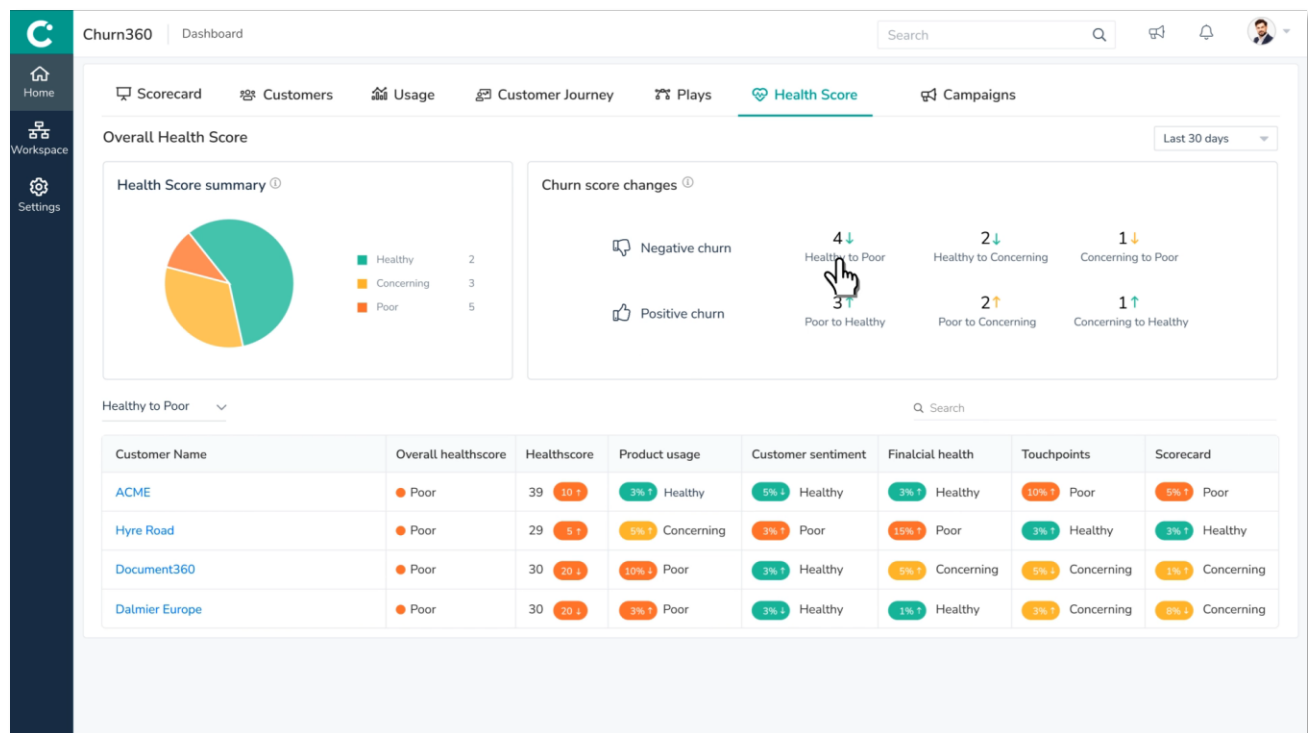 Churn360 Dashboard Search
Home
Workspace
Settings
Scorecard Customers Usage Customer Journey Plays Health Score Campaigns
Overall Health Score Last 30 days
Health Score summary
Healthy 2
Concerning 3
Poor 5
Churn score changes
Negative churn 4↓ 2↓ 1↓
Healthy to Poor Healthy to Concerning Concerning to Poor
Positive churn 3↑ 2↑ 1↑
Poor to Healthy Poor to Concerning Concerning to Healthy
Healthy to Poor Search
Customer Name Overall healthscore Healthscore Product usage Customer sentiment Finalcial health Touchpoints Scorecard
ACME Poor 39 10 ↑ 3% ↑ Healthy 5% ↓ Healthy 3% ↑ Healthy 10% ↑ Poor 5% ↑ Poor
Hyre Road Poor 29 5 ↑ 5% ↑ Concerning 3% ↑ Poor 15% ↑ Poor 3% ↑ Healthy 3% ↑ Healthy
Document360 Poor 30 20 ↓ 10% ↓ Poor 3% ↑ Healthy 5% ↑ Concerning 5% ↓ Concerning 1% ↑ Concerning
Dalmier Europe Poor 30 20 ↓ 3% ↑ Poor 3% ↓ Healthy 1% ↑ Healthy 3% ↑ Concerning 8% ↓ Concerning